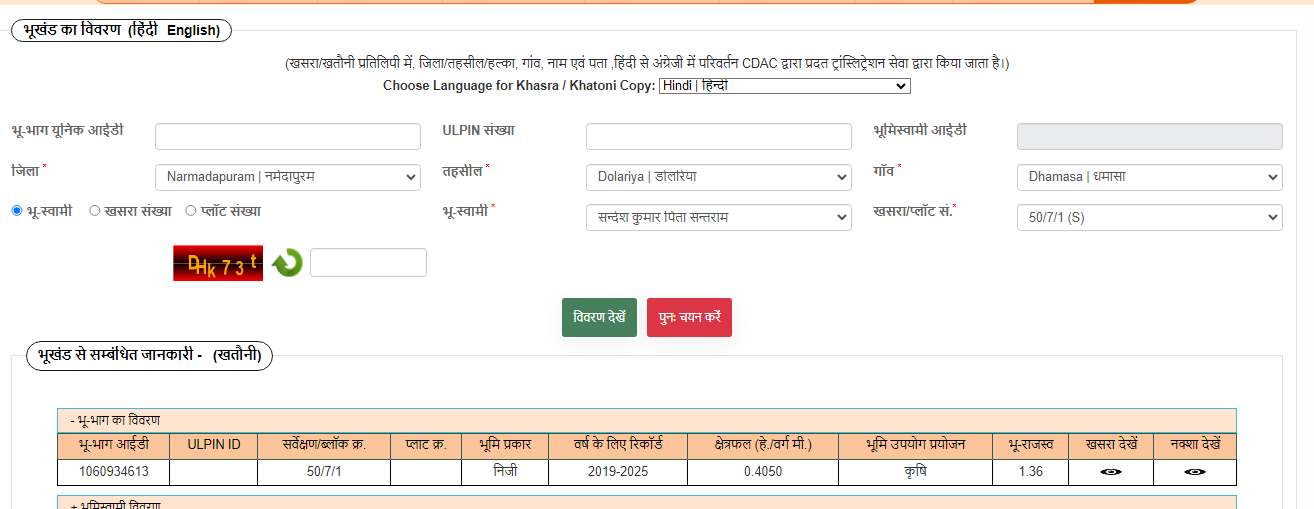 भूखंड का विवरण (हिंदी English)
(खसरा/खतौनी प्रतिलिपी में, जिला/तहसील/हल्का, गांव, नाम एवं पता ,हिंदी से अंग्रेजी में परिवर्तन CDAC द्वारा प्रदत ट्रांस्लिट्रेशन सेवा द्वारा किया जाता है।)
Choose Language for Khasra / Khatoni Copy: Hindi | हिन्दी
भू-भाग यूनिक आईडी ULPIN संख्या भूमिस्वामी आईडी
जिला * Narmadapuram | नर्मदापुरम तहसील * Dolariya | डोलरिया गाँव * Dhamasa | धमासा
भू-स्वामी खसरा संख्या प्लॉट संख्या भू-स्वामी * सन्देश कुमार पिता सन्तराम खसरा/प्लॉट सं.* 50/7/1 (S)
DHk73t
विवरण देखें पुनः चयन करें
भूखंड से सम्बंधित जानकारी - (खतौनी)
- भू-भाग का विवरण
भू-भाग आईडी ULPIN ID सर्वेक्षण/ब्लॉक क्र. प्लाट क्र. भूमि प्रकार वर्ष के लिए रिकॉर्ड क्षेत्रफल (हे./वर्ग मी.) भूमि उपयोग प्रयोजन भू-राजस्व खसरा देखें नक्शा देखें
1060934613 50/7/1 निजी 2019-2025 0.4050 कृषि 1.36
+ भूमिस्वामी विवरण